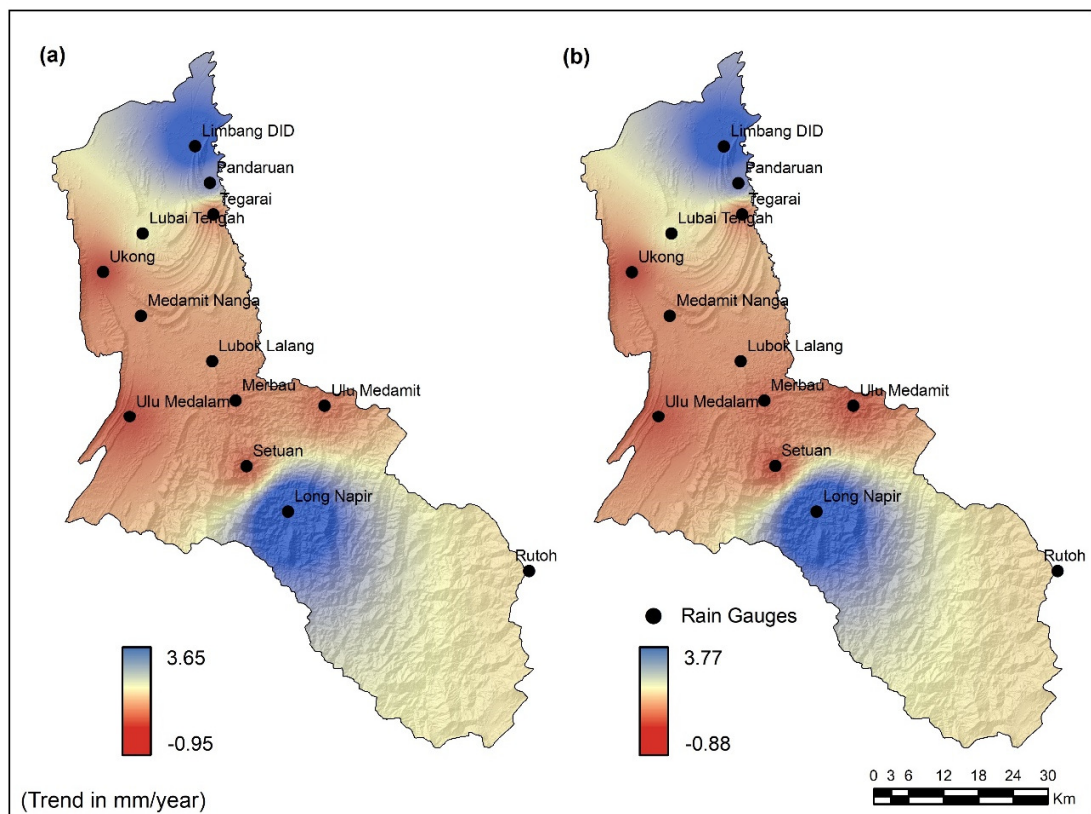 (a)
Limbang DID
Pandaruan
Tegarai
Lubai Tengah
Ukong
Medamit Nanga
Lubok Lalang
Merbau
Ulu Medamit
Ulu Medalam
Setuan
Long Napir
Rutoh
3.65
-0.95
(Trend in mm/year)
(b)
Limbang DID
Pandaruan
Tegarai
Lubai Tengah
Ukong
Medamit Nanga
Lubok Lalang
Merbau
Ulu Medamit
Ulu Medalam
Setuan
Long Napir
Rutoh
Rain Gauges
3.77
-0.88
0 3 6 12 18 24 30
Km